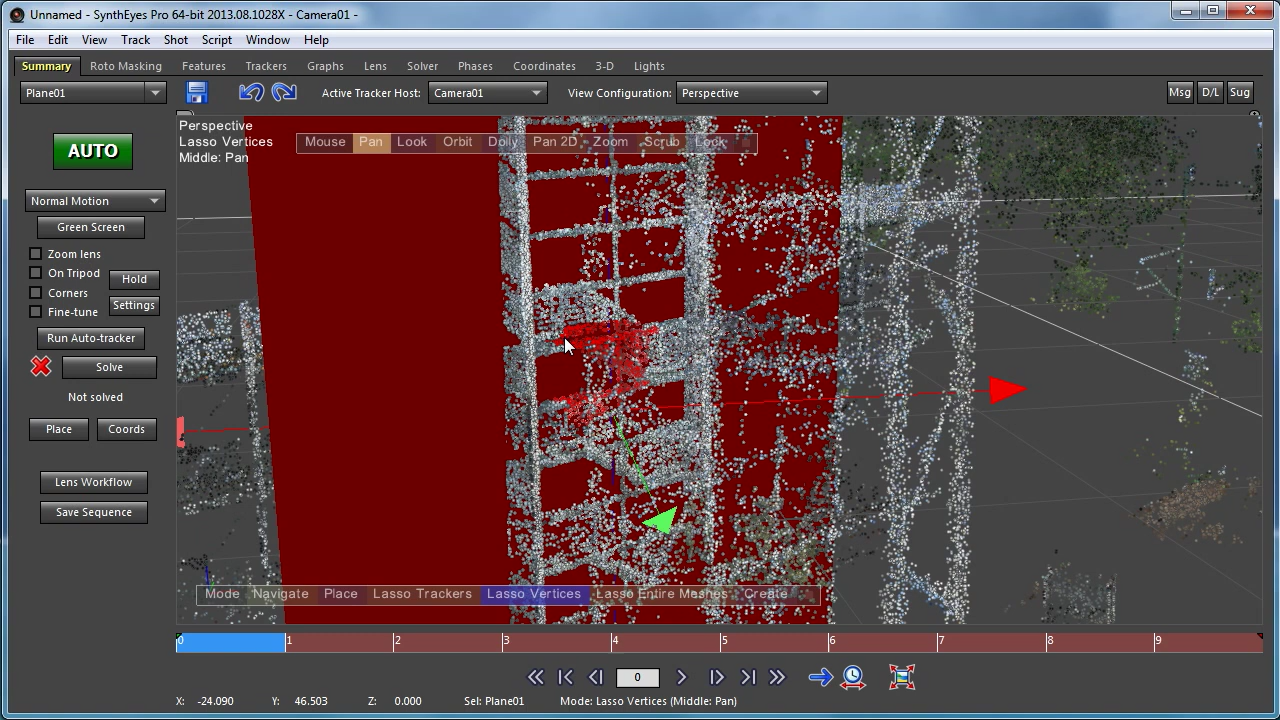 Unnamed - SynthEyes Pro 64-bit 2013.08.1028X - Camera01 -
File Edit View Track Shot Script Window Help
Summary Roto Masking Features Trackers Graphs Lens Solver Phases Coordinates 3-D Lights
Plane01 Active Tracker Host: Camera01 View Configuration: Perspective Msg D/L Sug
Perspective
Lasso Vertices
Middle: Pan
Mouse Pan Look Orbit Dolly Pan 2D Zoom Scrub Lock
AUTO
Normal Motion
Green Screen
Zoom lens
On Tripod Hold
Corners
Fine-tune Settings
Run Auto-tracker
Solve
Not solved
Place Coords
Lens Workflow
Save Sequence
Mode Navigate Place Lasso Trackers Lasso Vertices Lasso Entire Meshes Create
0 1 2 3 4 5 6 7 8 9
0
X: -24.090 Y: 46.503 Z: 0.000 Sel: Plane01 Mode: Lasso Vertices (Middle: Pan)